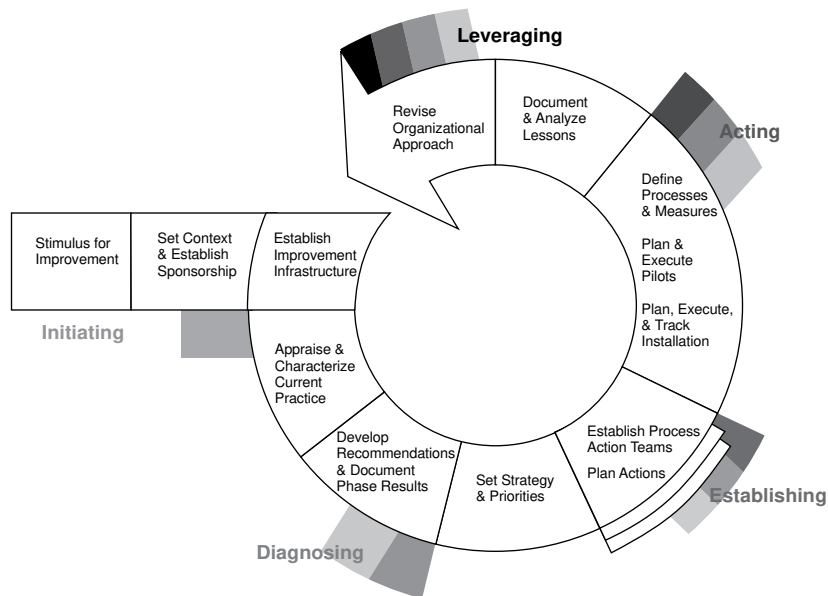 Leveraging
Revise
Organizational
Approach
Document
& Analyze
Lessons
Acting
Define
Processes
& Measures
Plan &
Execute
Pilots
Plan, Execute,
& Track
Installation
Stimulus for
Improvement
Set Context
& Establish
Sponsorship
Establish
Improvement
Infrastructure
Initiating
Appraise &
Characterize
Current
Practice
Develop
Recommendations
& Document
Phase Results
Set Strategy
& Priorities
Establish Process
Action Teams
Plan Actions
Establishing
Diagnosing